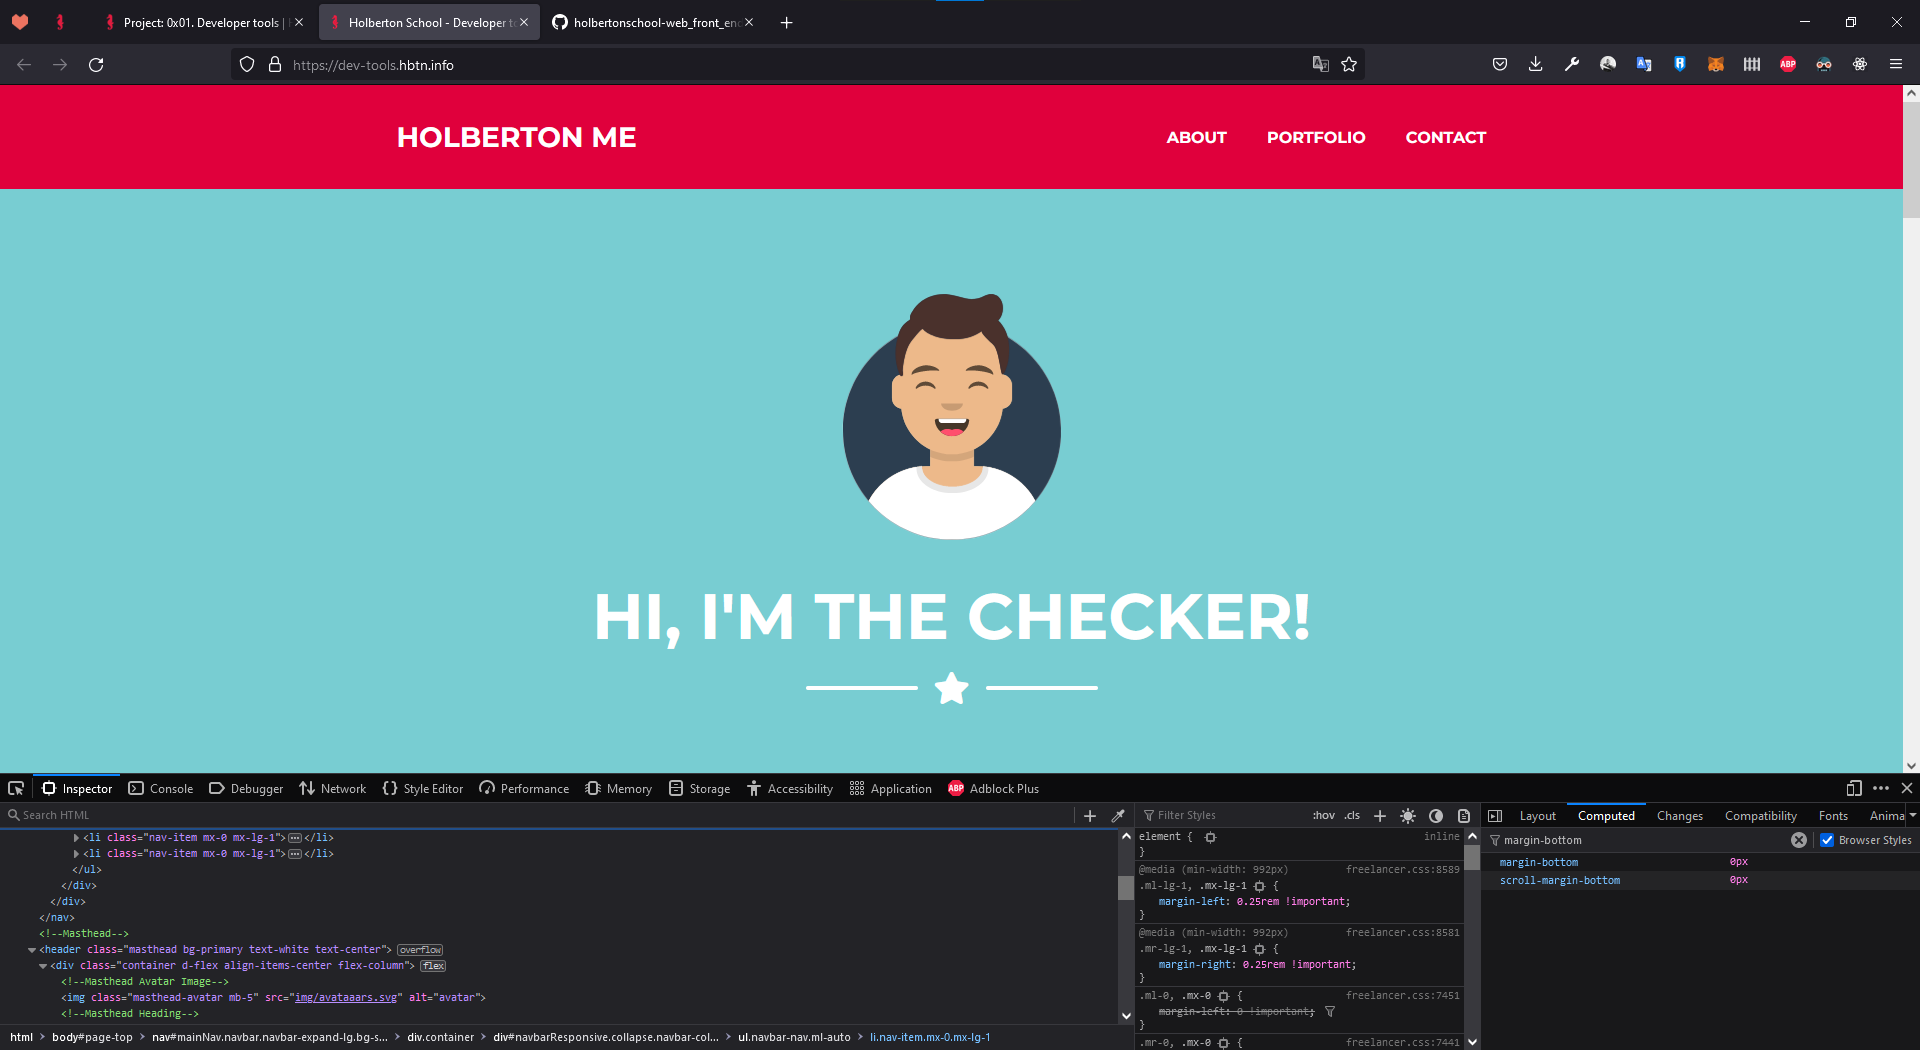 Project: 0x01. Developer tools |
Holberton School - Developer to
holbertonschool-web_front_end
https://dev-tools.hbtn.info
ABP
HOLBERTON ME
ABOUT
PORTFOLIO
CONTACT
HI, I'M THE CHECKER!
Inspector
Console
Debugger
Network
Style Editor
Performance
Memory
Storage
Accessibility
Application
ABP
Adblock Plus
Search HTML
<li class="nav-item mx-0 mx-lg-1"></li>
<li class="nav-item mx-0 mx-lg-1"></li>
</ul>
</div>
</div>
</nav>
<!--Masthead-->
<header class="masthead bg-primary text-white text-center"> overflow
<div class="container d-flex align-items-center flex-column"> flex
<!--Masthead Avatar Image-->
<img class="masthead-avatar mb-5" src="img/avataaars.svg" alt="avatar">
<!--Masthead Heading-->
html > body#page-top > nav#mainNav.navbar.navbar-expand-lg.bg-s... > div.container > div#navbarResponsive.collapse.navbar-col... > ul.navbar-nav.ml-auto > li.nav-item.mx-0.mx-lg-1
Filter Styles
:hov .cls
element {
inline
}
@media (min-width: 992px)
freelancer.css:8589
.ml-lg-1, .mx-lg-1 {
margin-left: 0.25rem !important;
}
@media (min-width: 992px)
freelancer.css:8581
.mr-lg-1, .mx-lg-1 {
margin-right: 0.25rem !important;
}
.ml-0, .mx-0 {
freelancer.css:7451
margin-left: 0 !important;
}
.mr-0, .mx-0 {
freelancer.css:7441
Layout
Computed
Changes
Compatibility
Fonts
Anima
margin-bottom
Browser Styles
margin-bottom
0px
scroll-margin-bottom
0px